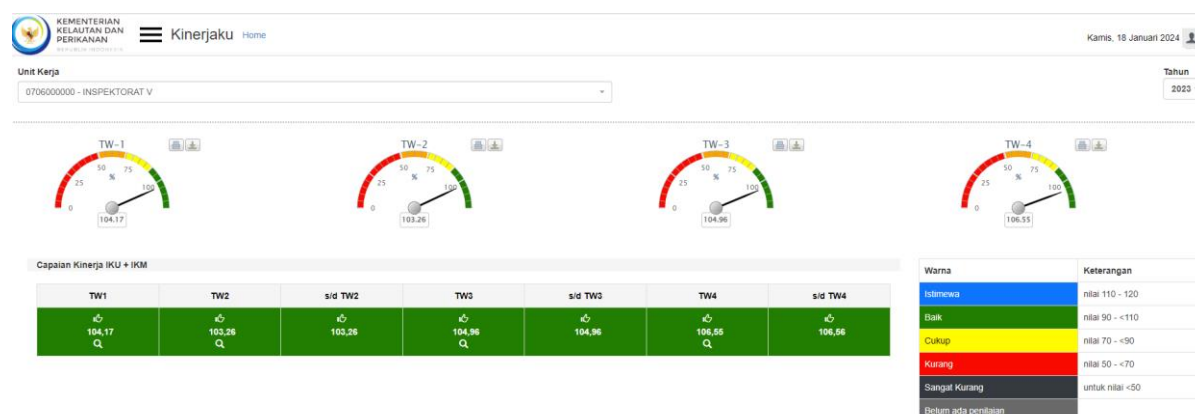 KEMENTERIAN
KELAUTAN DAN
PERIKANAN
REPUBLIK INDONESIA
Kinerjaku Home
Kamis, 18 Januari 2024
Unit Kerja
Tahun
0706000000 - INSPEKTORAT V
2023
TW-1 TW-2 TW-3 TW-4
0 25 50 75 100 %
104.17
0 25 50 75 100 %
103.26
0 25 50 75 100 %
104.96
0 25 50 75 100 %
106.55
Capaian Kinerja IKU + IKM
TW1 TW2 s/d TW2 TW3 s/d TW3 TW4 s/d TW4
104,17 103,26 103,26 104,96 104,96 106,55 106,56
Warna Keterangan
Istimewa nilai 110 - 120
Baik nilai 90 - <110
Cukup nilai 70 - <90
Kurang nilai 50 - <70
Sangat Kurang untuk nilai <50
Belum ada penilaian